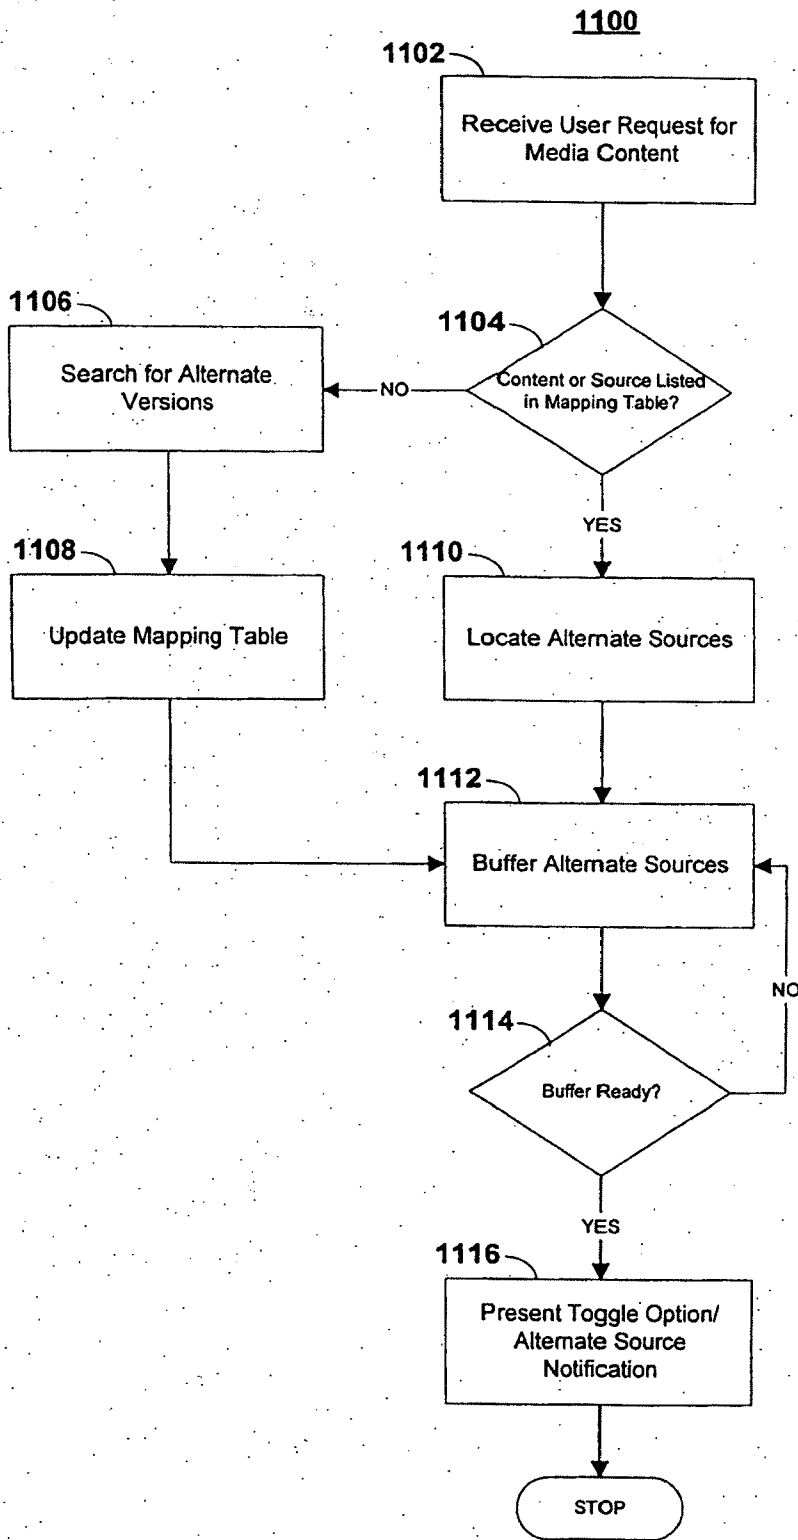 1100
1102
Receive User Request for
Media Content
1104
Content or Source Listed
in Mapping Table?
NO
YES
1106
Search for Alternate
Versions
1108
Update Mapping Table
1110
Locate Alternate Sources
1112
Buffer Alternate Sources
1114
Buffer Ready?
NO
YES
1116
Present Toggle Option/
Alternate Source
Notification
STOP